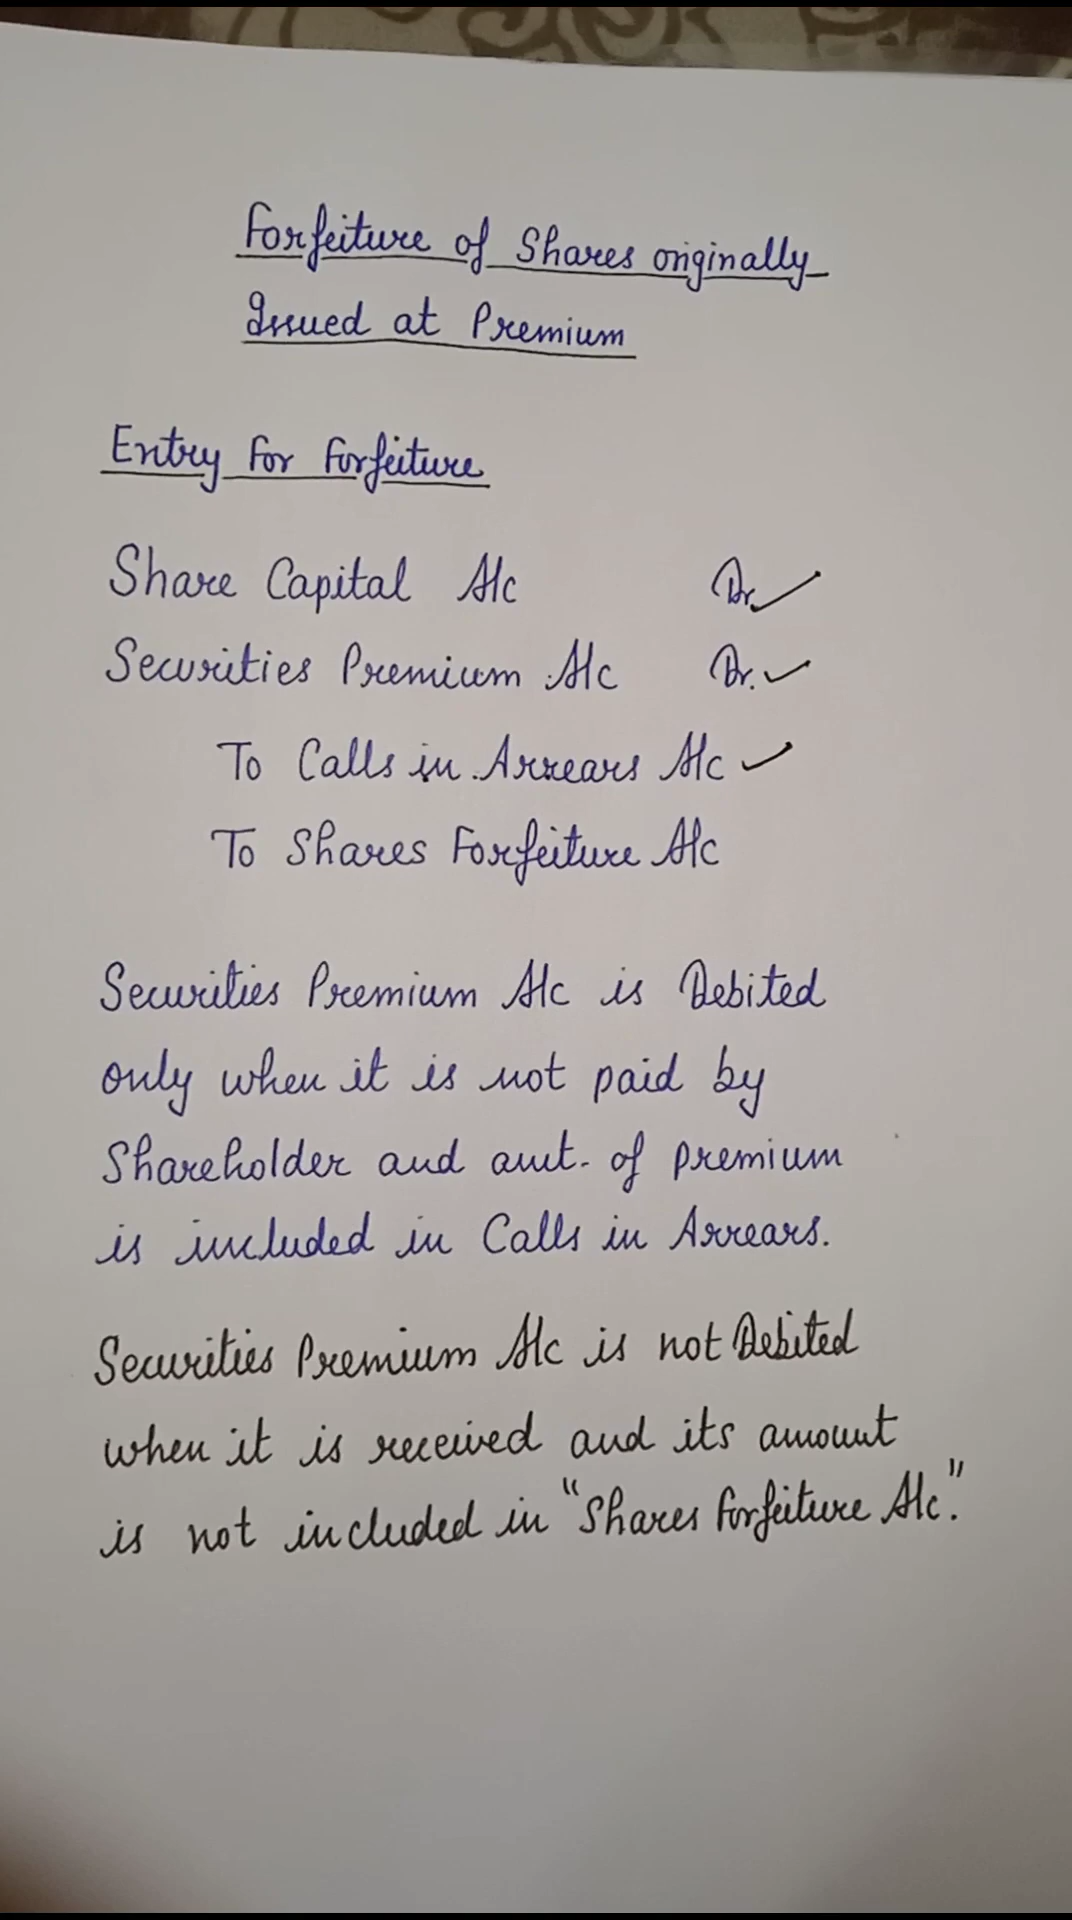 Forfeiture of Shares originally
Issued at Premium
Entry for Forfeiture
Share Capital A/c Dr.
Securities Premium A/c Dr.
To Calls in Arrears A/c
To Shares Forfeiture A/c
Securities Premium A/c is Debited
only when it is not paid by
Shareholder and amt. of premium
is included in Calls in Arrears.
Securities Premium A/c is not Debited
when it is received and its amount
is not included in "Shares Forfeiture A/c."